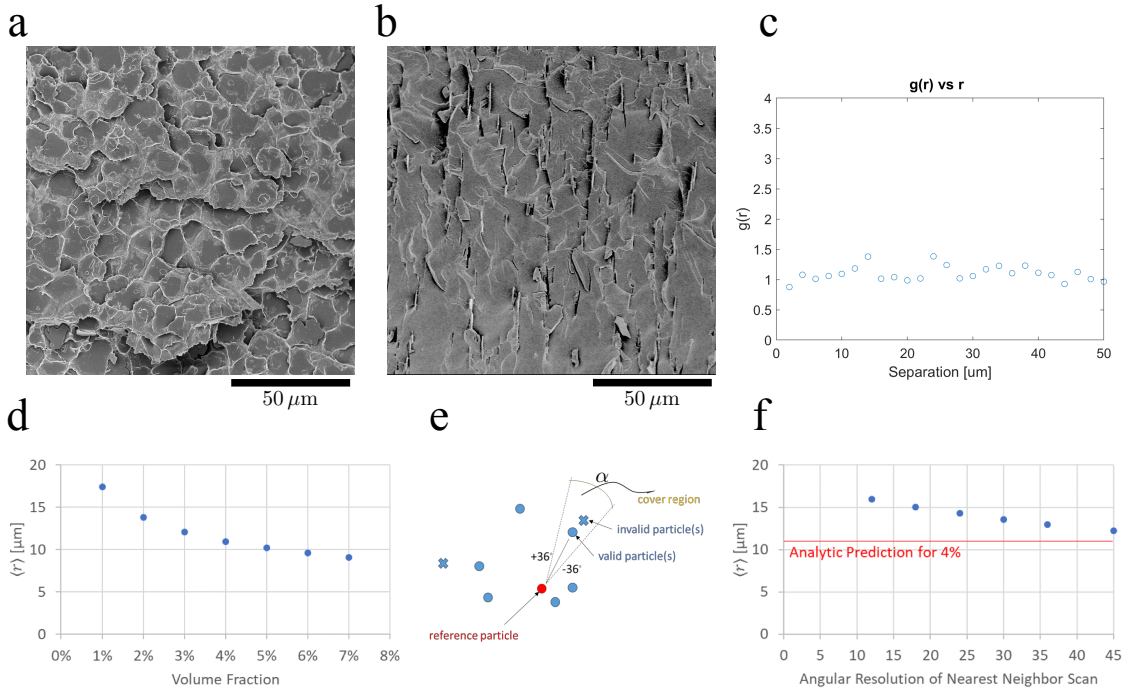 a
b
c
50 μm
50 μm
g(r) vs r
4
3.5
3
2.5
2
1.5
1
0.5
0
g(r)
0
10
20
30
40
50
Separation [um]
d
20
15
10
5
0
⟨r⟩ [μm]
0%
1%
2%
3%
4%
5%
6%
7%
8%
Volume Fraction
e
α
cover region
invalid particle(s)
valid particle(s)
+36°
-36°
reference particle
f
20
15
10
5
0
⟨r⟩ [μm]
Analytic Prediction for 4%
0
5
10
15
20
25
30
35
40
45
Angular Resolution of Nearest Neighbor Scan